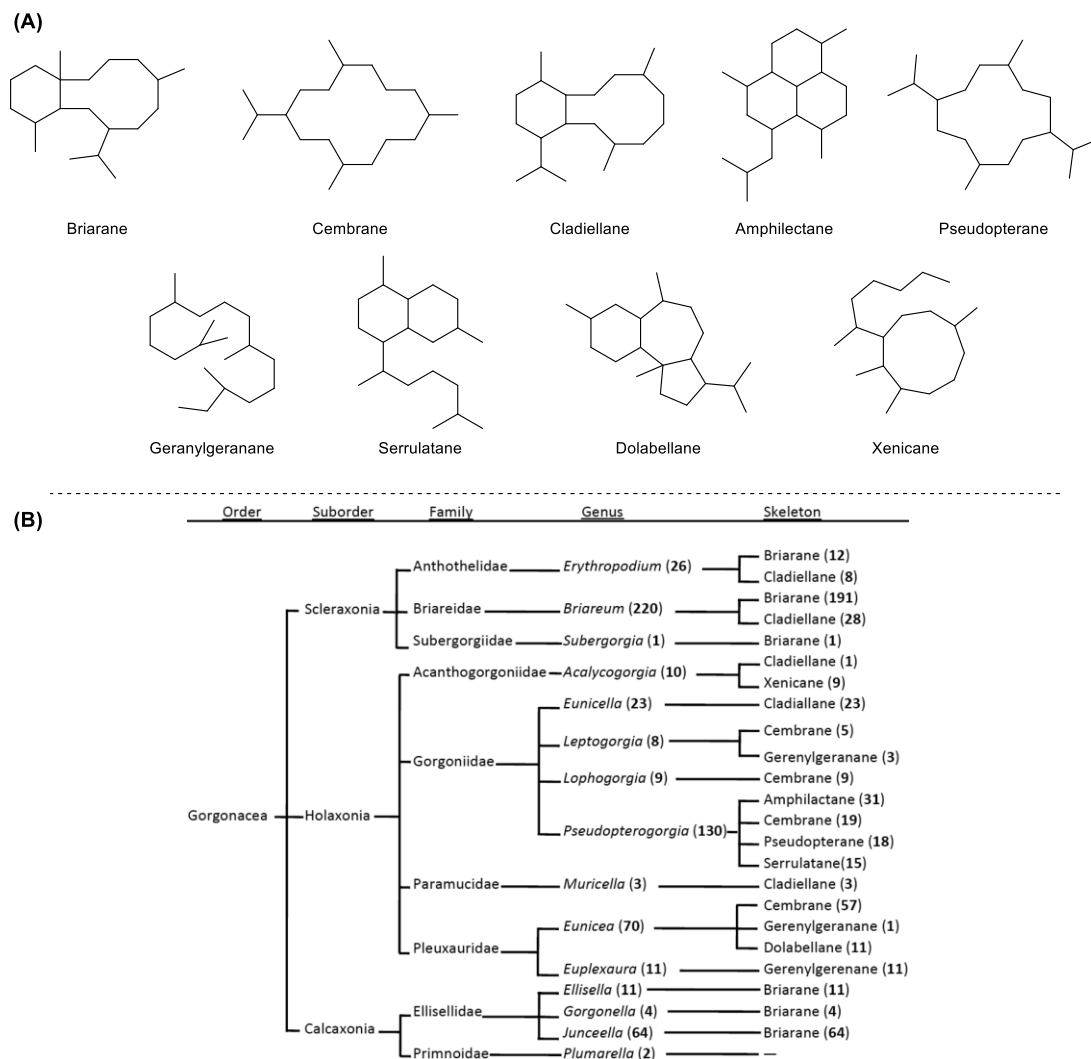 (A)
Briarane
Cembrane
Cladiellane
Amphilectane
Pseudopterane
Geranylgeranane
Serrulatane
Dolabellane
Xenicane
(B)
Order Suborder Family Genus Skeleton
Briarane (12)
Anthothelidae Erythropodium (26)
Cladiellane (8)
Briarane (191)
Scleraxonia Briareidae Briareum (220)
Cladiellane (28)
Subergorgiidae Subergorgia (1) Briarane (1)
Cladiellane (1)
Acanthogorgoniidae Acalycogorgia (10)
Xenicane (9)
Eunicella (23) Cladiallane (23)
Cembrane (5)
Leptogorgia (8)
Gorgoniidae Gerenylgeranane (3)
Lophogorgia (9) Cembrane (9)
Amphilactane (31)
Gorgonacea Holaxonia Cembrane (19)
Pseudopterogorgia (130) Pseudopterane (18)
Serrulatane(15)
Paramucidae Muricella (3) Cladiellane (3)
Cembrane (57)
Eunicea (70) Gerenylgeranane (1)
Pleuxauridae Dolabellane (11)
Euplexaura (11) Gerenylgerenane (11)
Ellisella (11) Briarane (11)
Ellisellidae Gorgonella (4) Briarane (4)
Calcaxonia Junceella (64) Briarane (64)
Primnoidae Plumarella (2) —